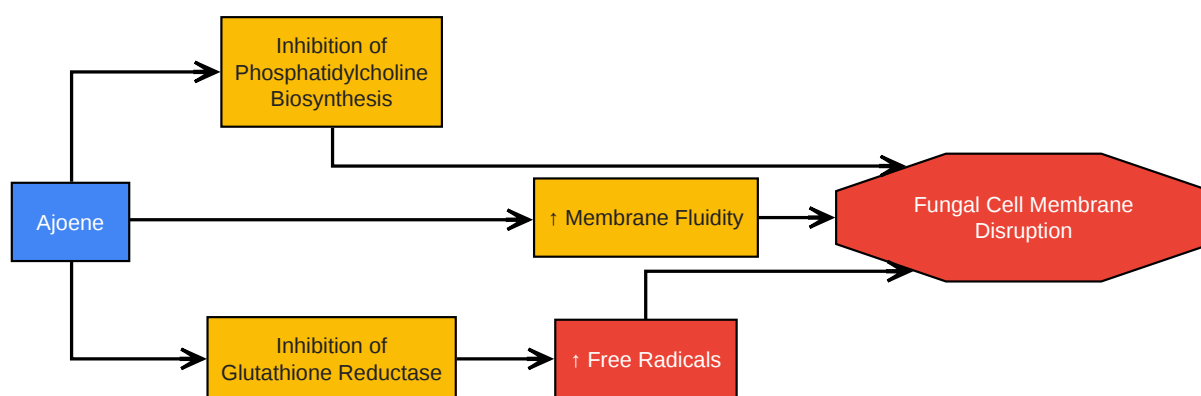 Inhibition of
Phosphatidylcholine
Biosynthesis
Ajoene
↑ Membrane Fluidity
Fungal Cell Membrane
Disruption
Inhibition of
Glutathione Reductase
↑ Free Radicals